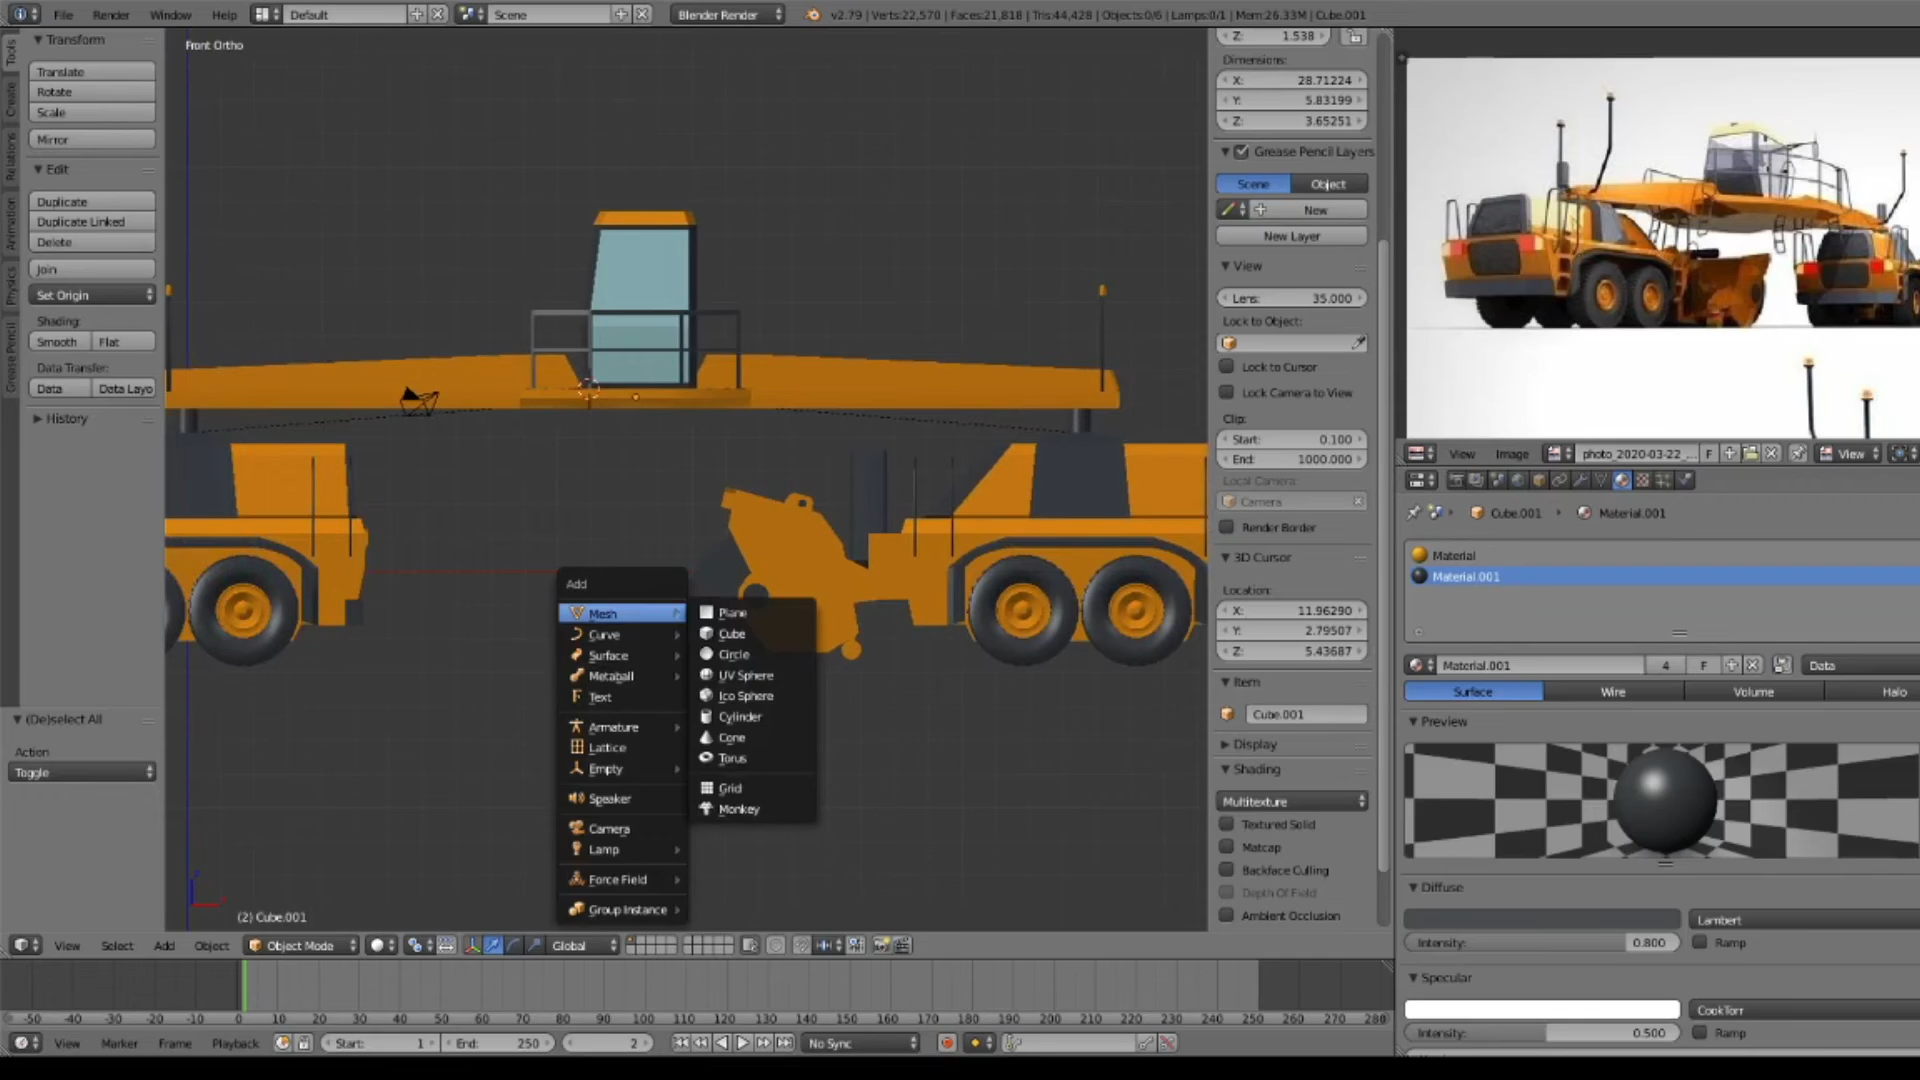 File Render Window Help Default Scene Blender Render v2.79 | Verts:22,570 | Faces:21,818 | Tris:44,428 | Objects:0/6 | Lamps:0/1 | Mem:26.33M | Cube.001
Tools
Create
Relations
Animation
Physics
Grease Pencil
Transform
Translate
Rotate
Scale
Mirror
Edit
Duplicate
Duplicate Linked
Delete
Join
Set Origin
Shading:
Smooth Flat
Data Transfer:
Data Data Layo
History
(De)select All
Action
Toggle
Front Ortho
Add
Mesh
Curve
Surface
Metaball
Text
Armature
Lattice
Empty
Speaker
Camera
Lamp
Force Field
Group Instance
Plane
Cube
Circle
UV Sphere
Ico Sphere
Cylinder
Cone
Torus
Grid
Monkey
(2) Cube.001
Z: 1.538
Dimensions:
X: 28.71224
Y: 5.83199
Z: 3.65251
Grease Pencil Layers
Scene Object
New
New Layer
View
Lens: 35.000
Lock to Object:
Lock to Cursor
Lock Camera to View
Clip:
Start: 0.100
End: 1000.000
Local Camera:
Camera
Render Border
3D Cursor
Location:
X: 11.96290
Y: 2.79507
Z: 5.43687
Item
Cube.001
Display
Shading
Multitexture
Textured Solid
Matcap
Backface Culling
Depth Of Field
Ambient Occlusion
View Image photo_2020-03-22_... F View
Cube.001 Material.001
Material
Material.001
Material.001 4 F Data
Surface Wire Volume Halo
Preview
Diffuse
Lambert
Intensity: 0.800 Ramp
Specular
CookTorr
Intensity: 0.500 Ramp
View Select Add Object Object Mode Global
-50 -40 -30 -20 -10 0 10 20 30 40 50 60 70 80 90 100 110 120 130 140 150 160 170 180 190 200 210 220 230 240 250 260 270 280
View Marker Frame Playback Start: 1 End: 250 2 No Sync